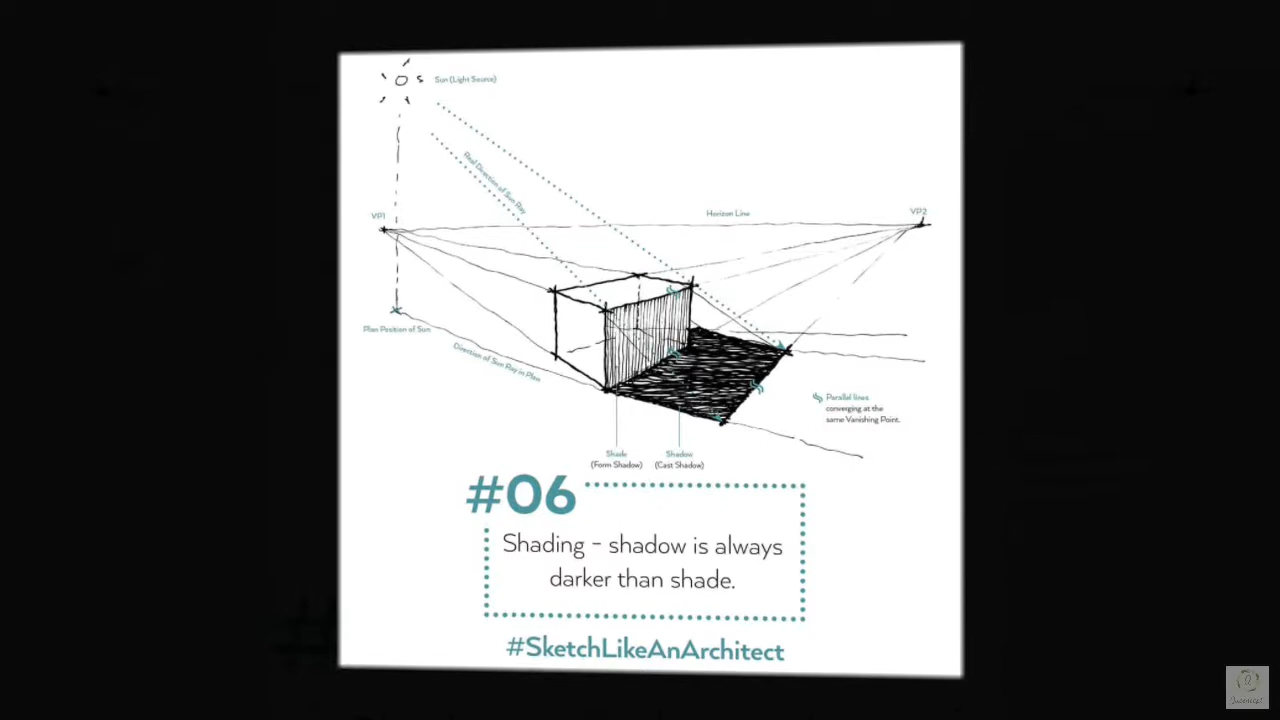 Sun (Light Source)
Real Direction of Sun Ray
VP1
Horizon Line
VP2
Plan Position of Sun
Direction of Sun Ray in Plan
Parallel lines
converging at the
same Vanishing Point.
Shade
(Form Shadow)
Shadow
(Cast Shadow)
#06
Shading - shadow is always
darker than shade.
#SketchLikeAnArchitect